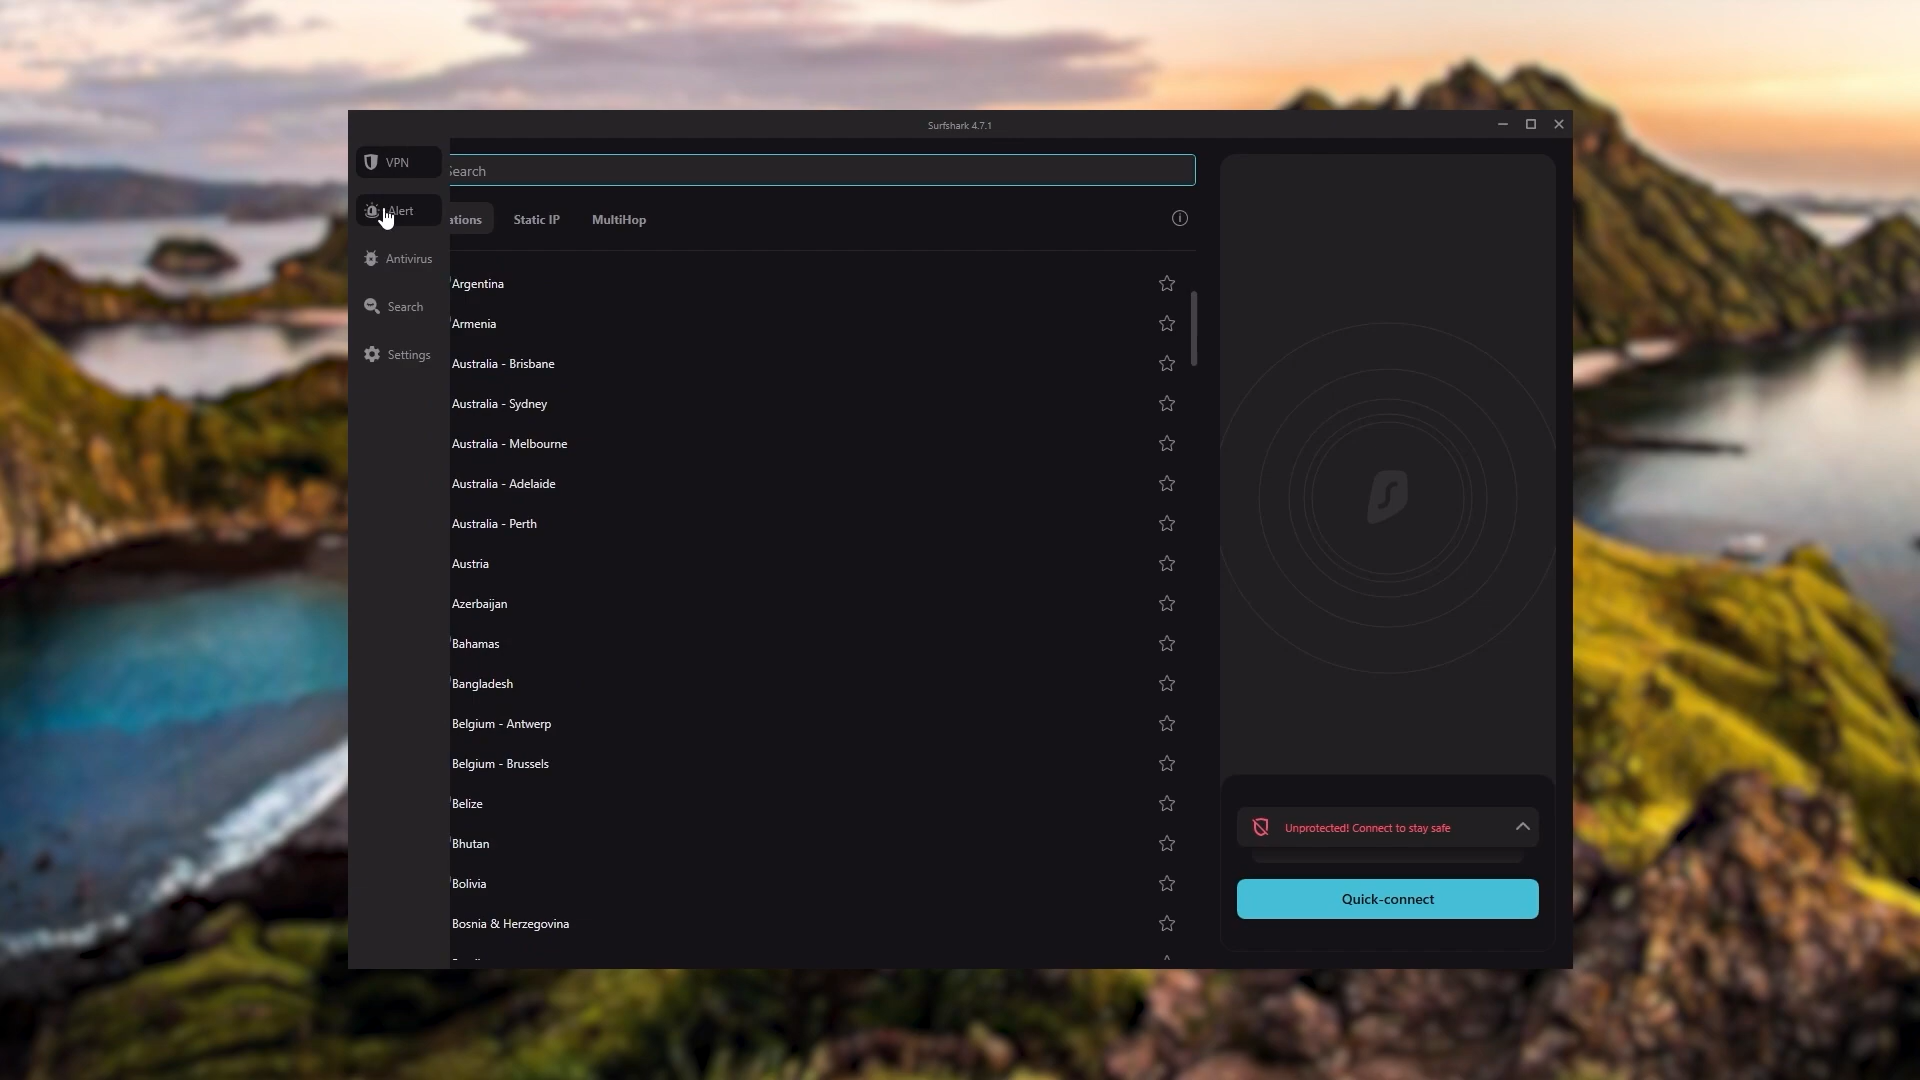 Surfshark 4.7.1
VPN
Alert
Antivirus
Search
Settings
Search
ations
Static IP
MultiHop
Argentina
Armenia
Australia - Brisbane
Australia - Sydney
Australia - Melbourne
Australia - Adelaide
Australia - Perth
Austria
Azerbaijan
Bahamas
Bangladesh
Belgium - Antwerp
Belgium - Brussels
Belize
Bhutan
Bolivia
Bosnia & Herzegovina
Unprotected! Connect to stay safe
Quick-connect